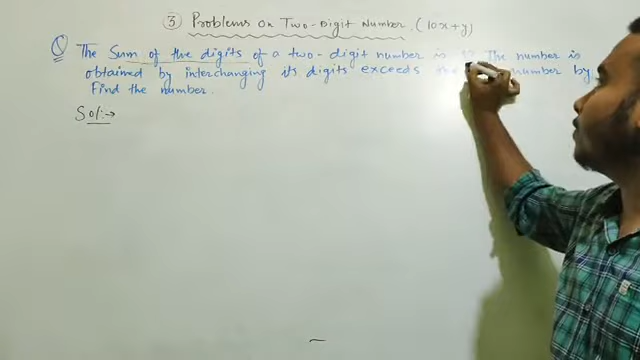 ③ Problems On Two-Digit Number. (10x+y)
Q The Sum of the digits of a two-digit number is The number is
obtained by interchanging its digits exceeds the number by
Find the number.
Sol:→